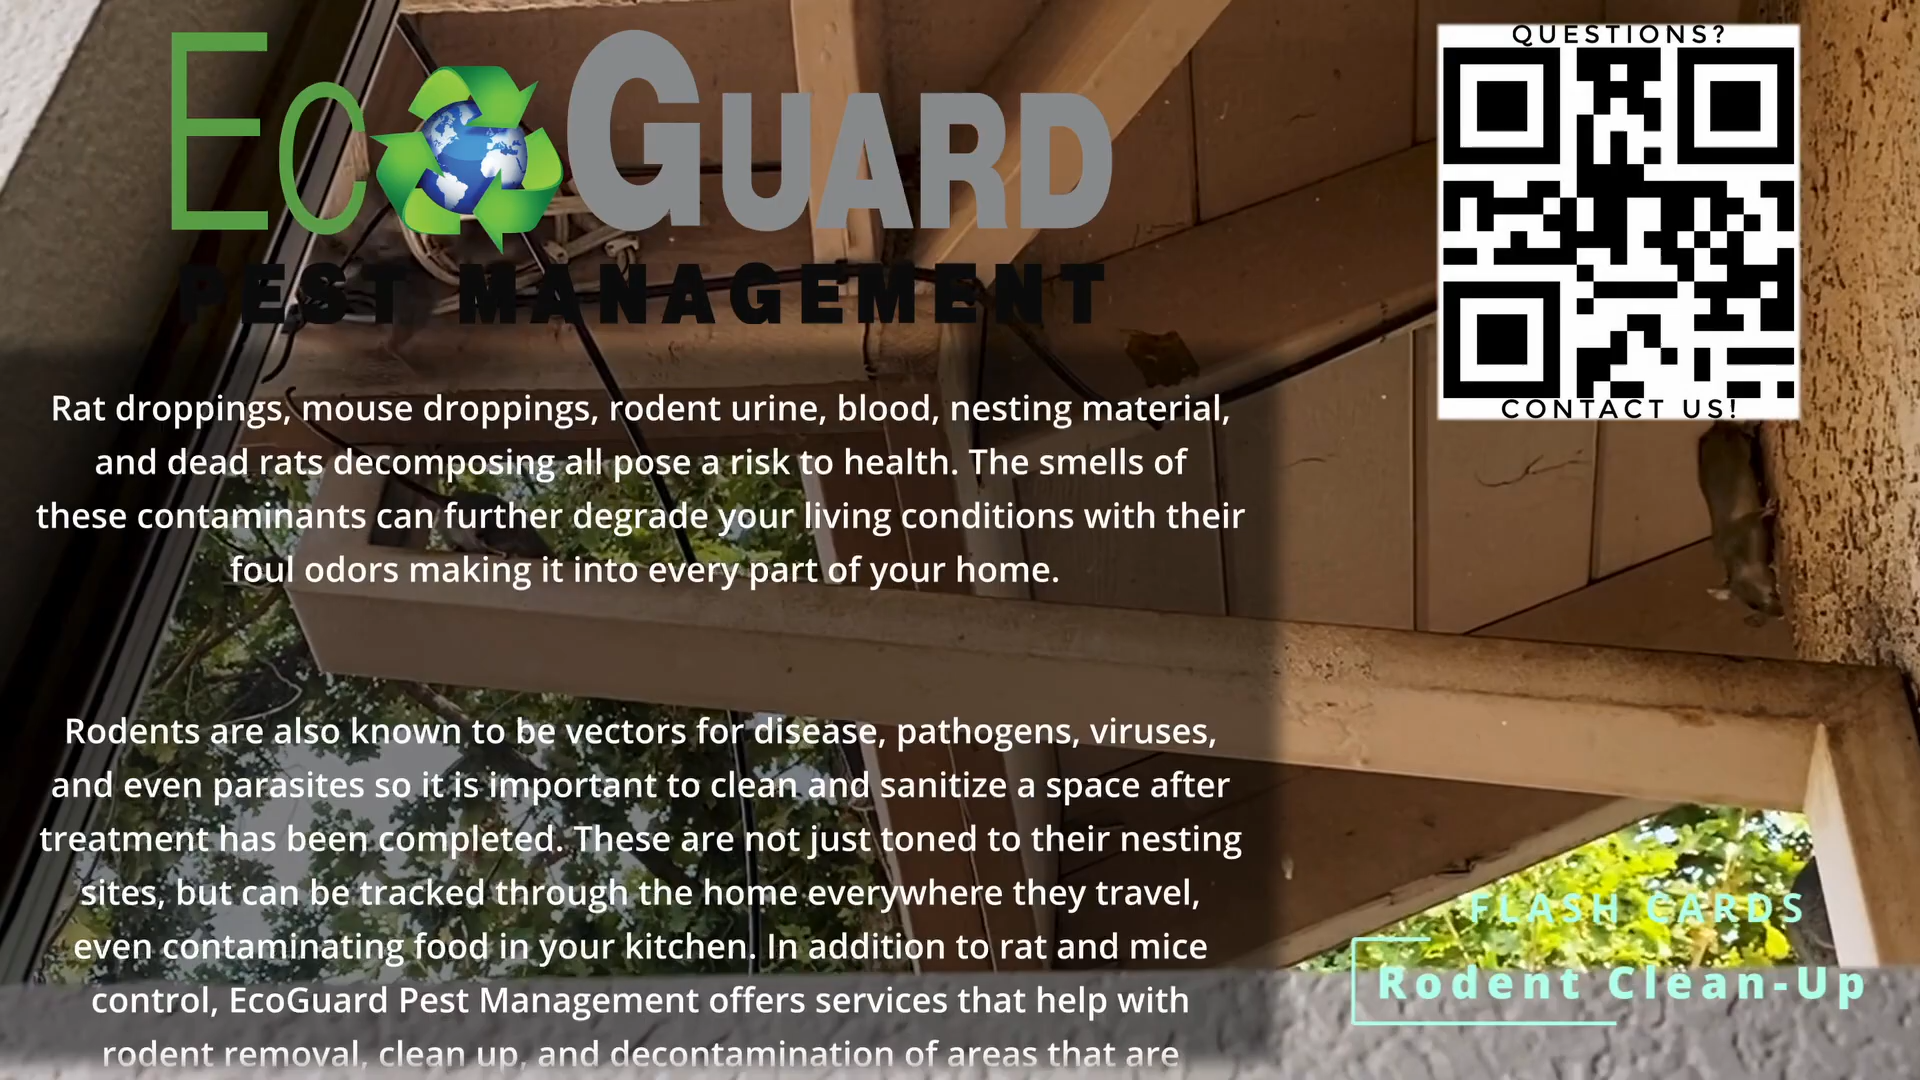 EcoGuard
PEST MANAGEMENT
QUESTIONS?
CONTACT US!
Rat droppings, mouse droppings, rodent urine, blood, nesting material,
and dead rats decomposing all pose a risk to health. The smells of
these contaminants can further degrade your living conditions with their
foul odors making it into every part of your home.
Rodents are also known to be vectors for disease, pathogens, viruses,
and even parasites so it is important to clean and sanitize a space after
treatment has been completed. These are not just toned to their nesting
sites, but can be tracked through the home everywhere they travel,
even contaminating food in your kitchen. In addition to rat and mice
control, EcoGuard Pest Management offers services that help with
rodent removal, clean up, and decontamination of areas that are
FLASH CARDS
Rodent Clean-Up